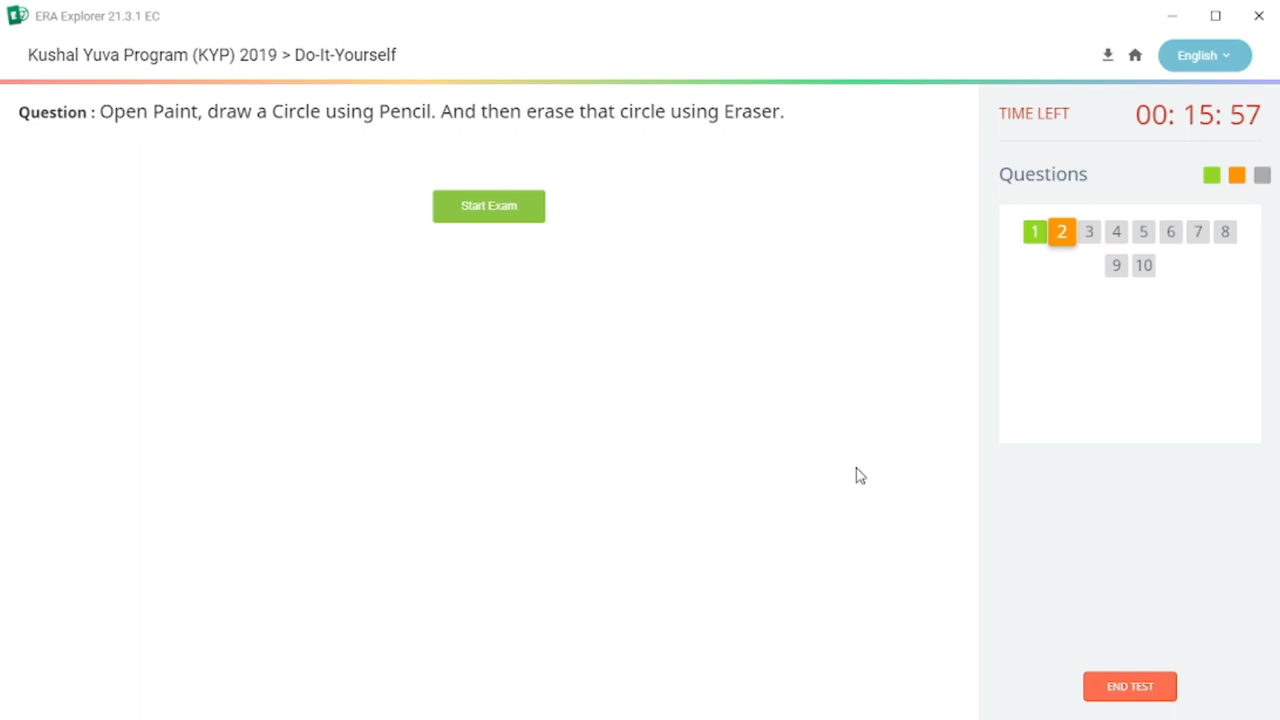 ERA Explorer 21.3.1 EC
Kushal Yuva Program (KYP) 2019 > Do-It-Yourself
English
Question : Open Paint, draw a Circle using Pencil. And then erase that circle using Eraser.
Start Exam
TIME LEFT 00: 15: 57
Questions
1 2 3 4 5 6 7 8
9 10
END TEST